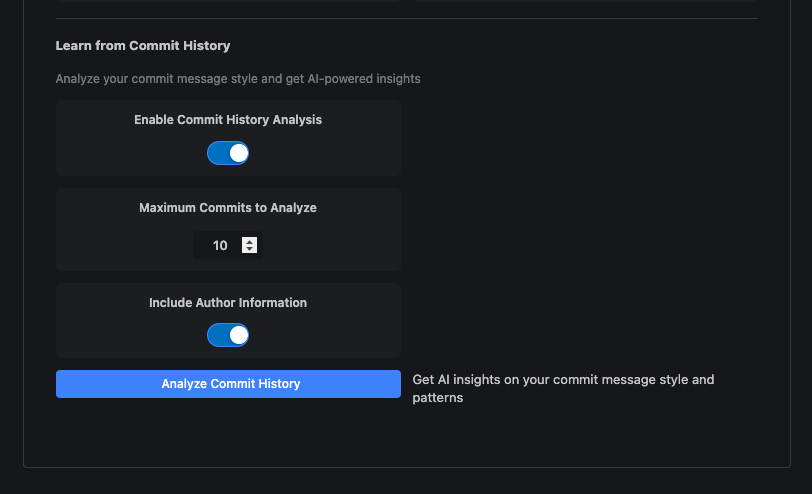 Learn from Commit History
Analyze your commit message style and get AI-powered insights
Enable Commit History Analysis
Maximum Commits to Analyze
10
Include Author Information
Analyze Commit History
Get AI insights on your commit message style and
patterns